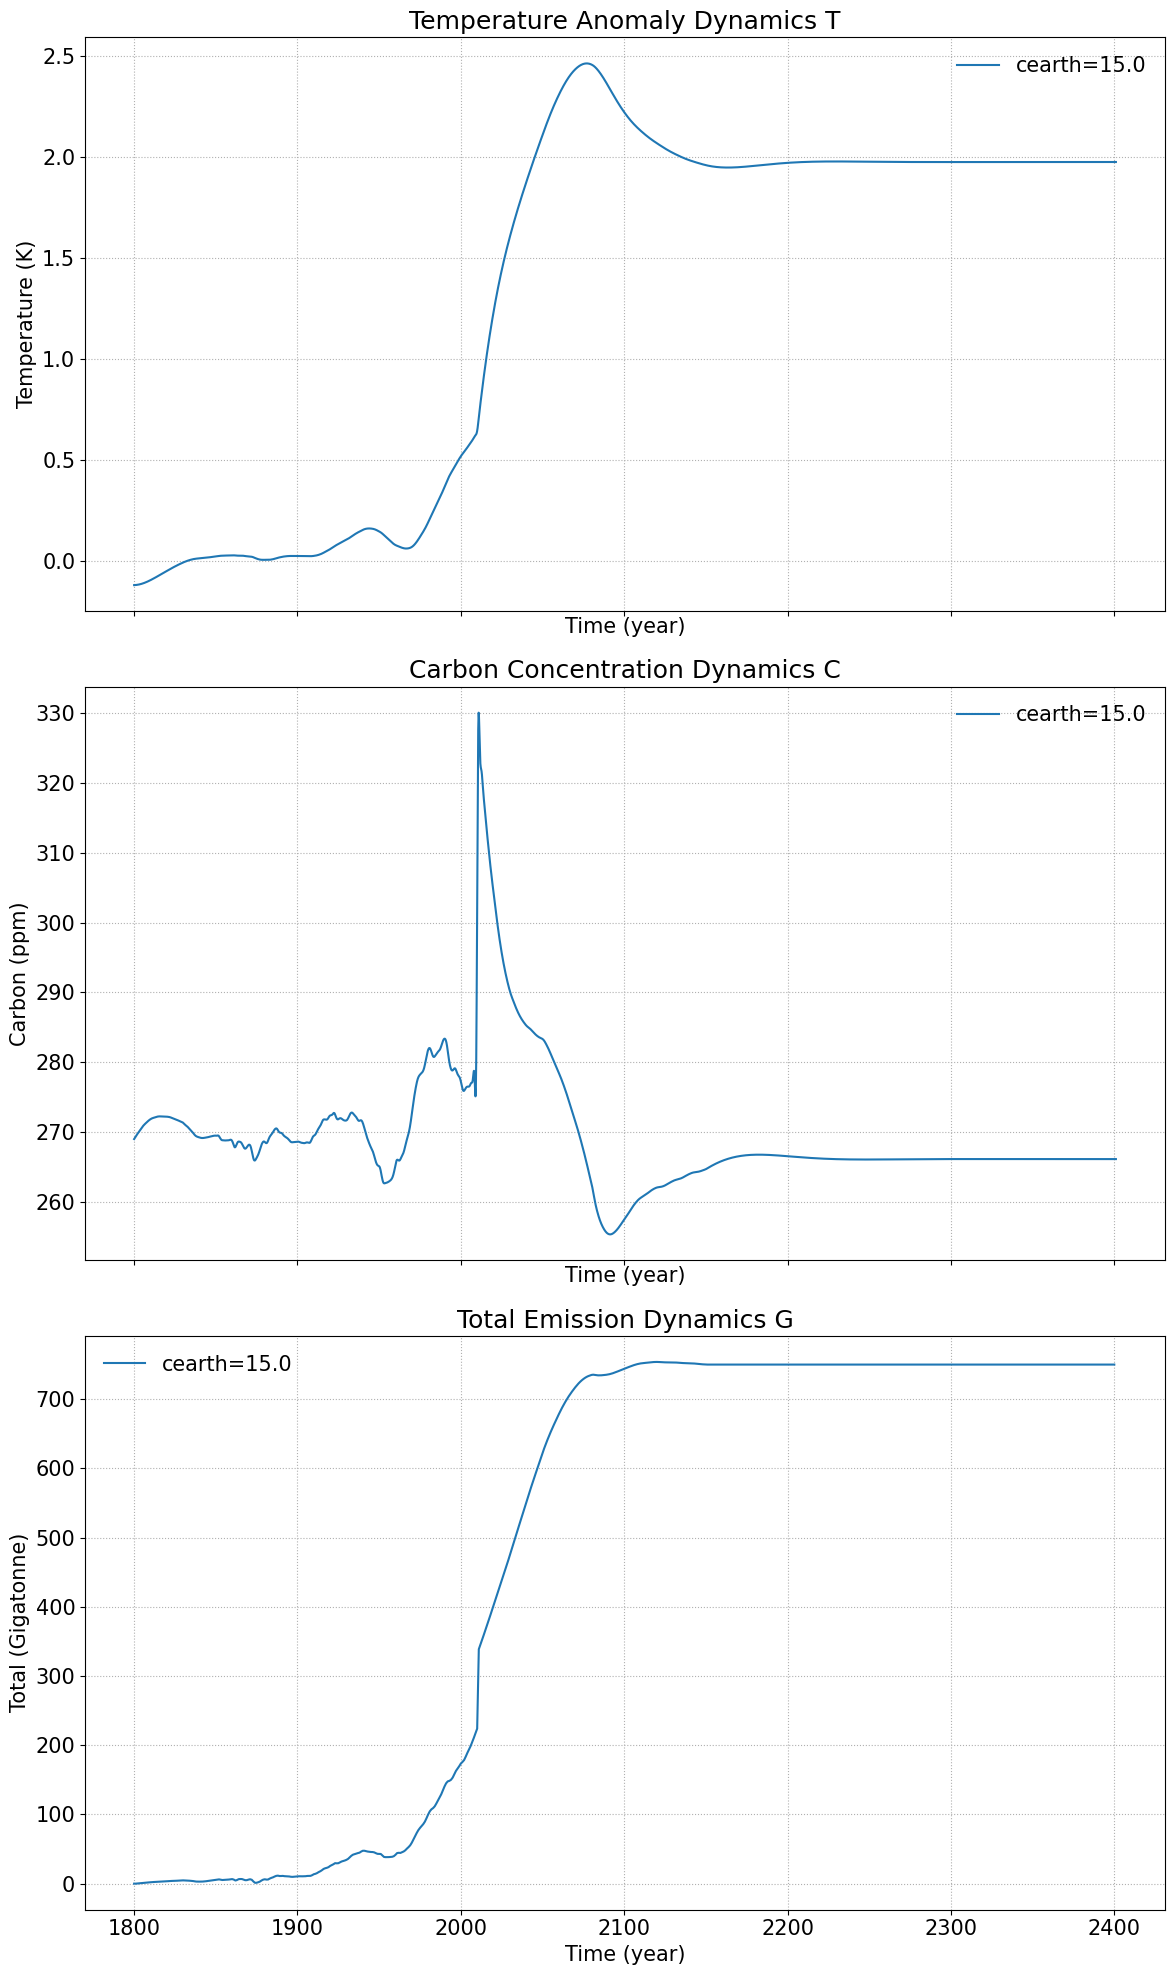 Temperature Anomaly Dynamics T
cearth=15.0
2.5
2.0
1.5
1.0
0.5
0.0
Temperature (K)
Time (year)
Carbon Concentration Dynamics C
cearth=15.0
330
320
310
300
290
280
270
260
Carbon (ppm)
Time (year)
Total Emission Dynamics G
cearth=15.0
700
600
500
400
300
200
100
0
Total (Gigatonne)
1800 1900 2000 2100 2200 2300 2400
Time (year)